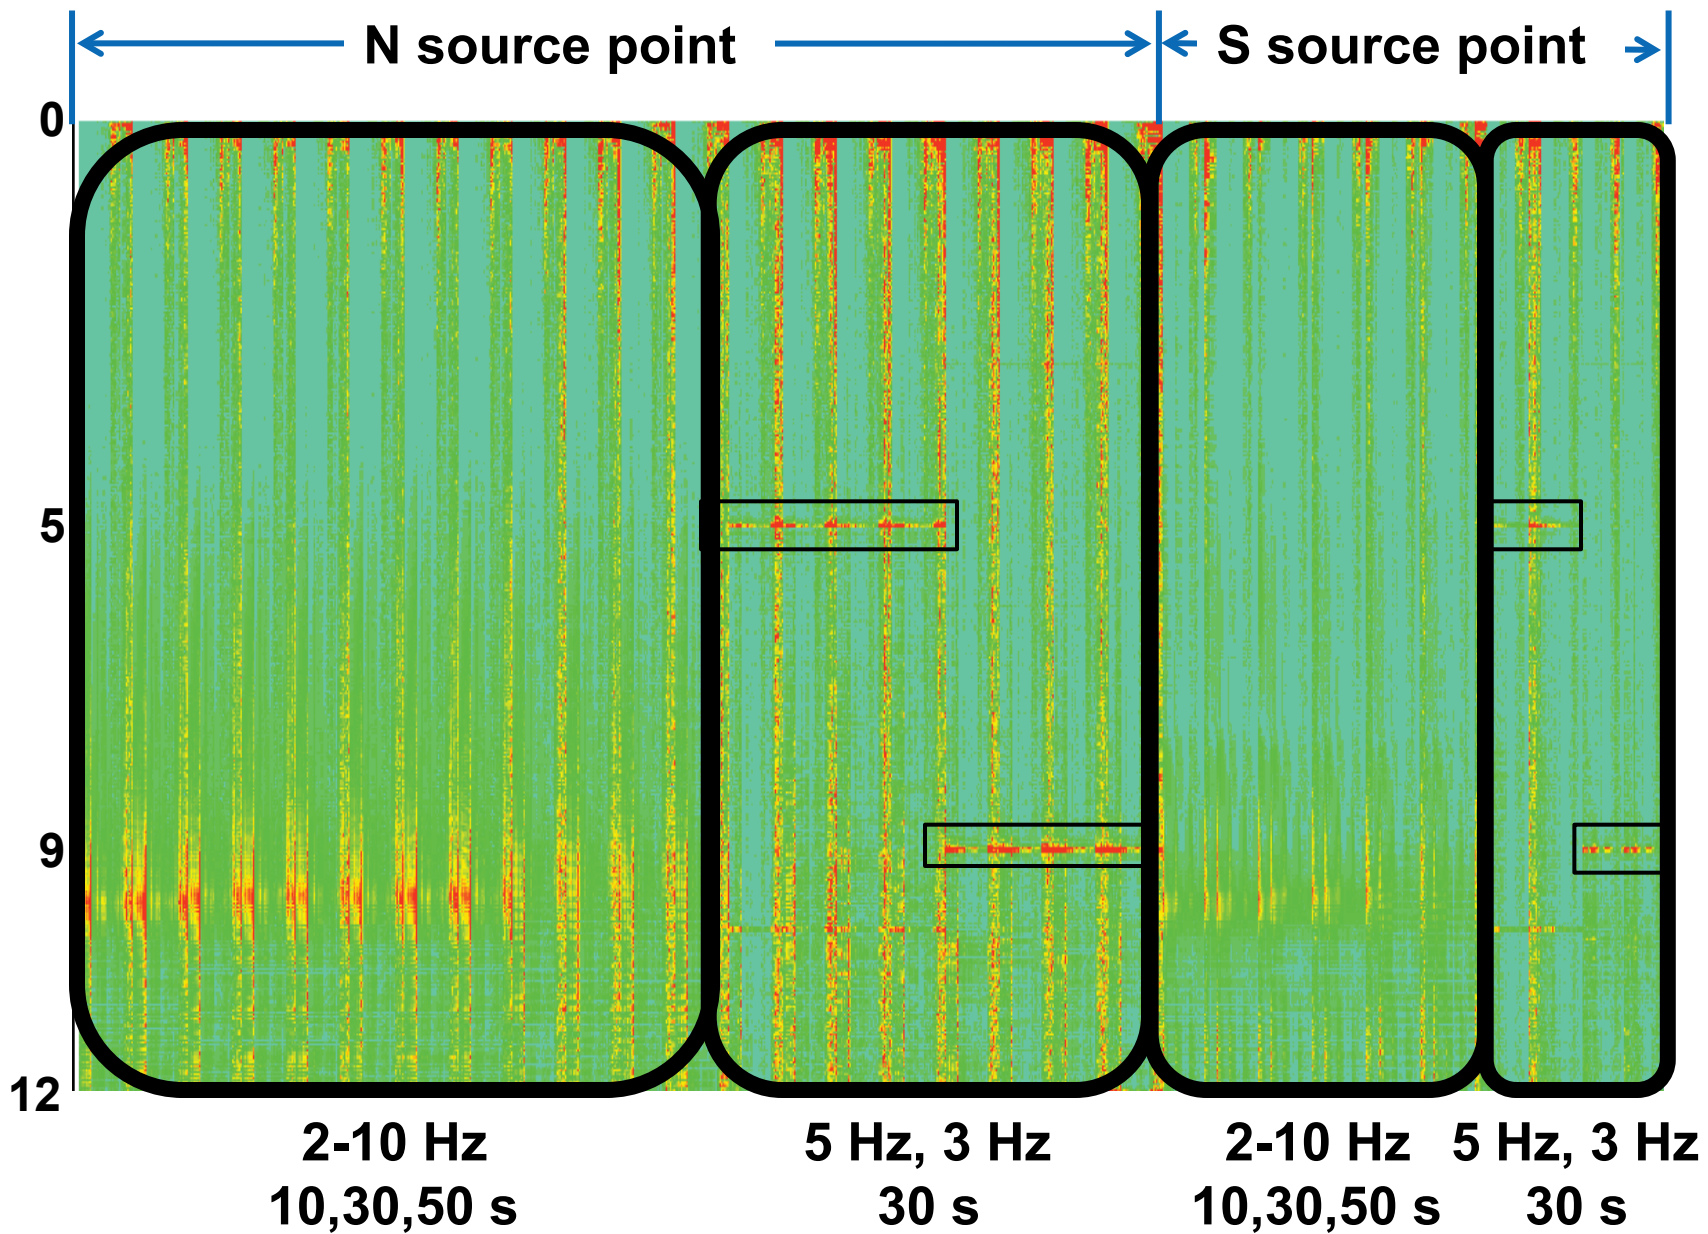 N source point
S source point
0
5
9
12
2-10 Hz
10,30,50 s
5 Hz, 3 Hz
30 s
2-10 Hz
10,30,50 s
5 Hz, 3 Hz
30 s